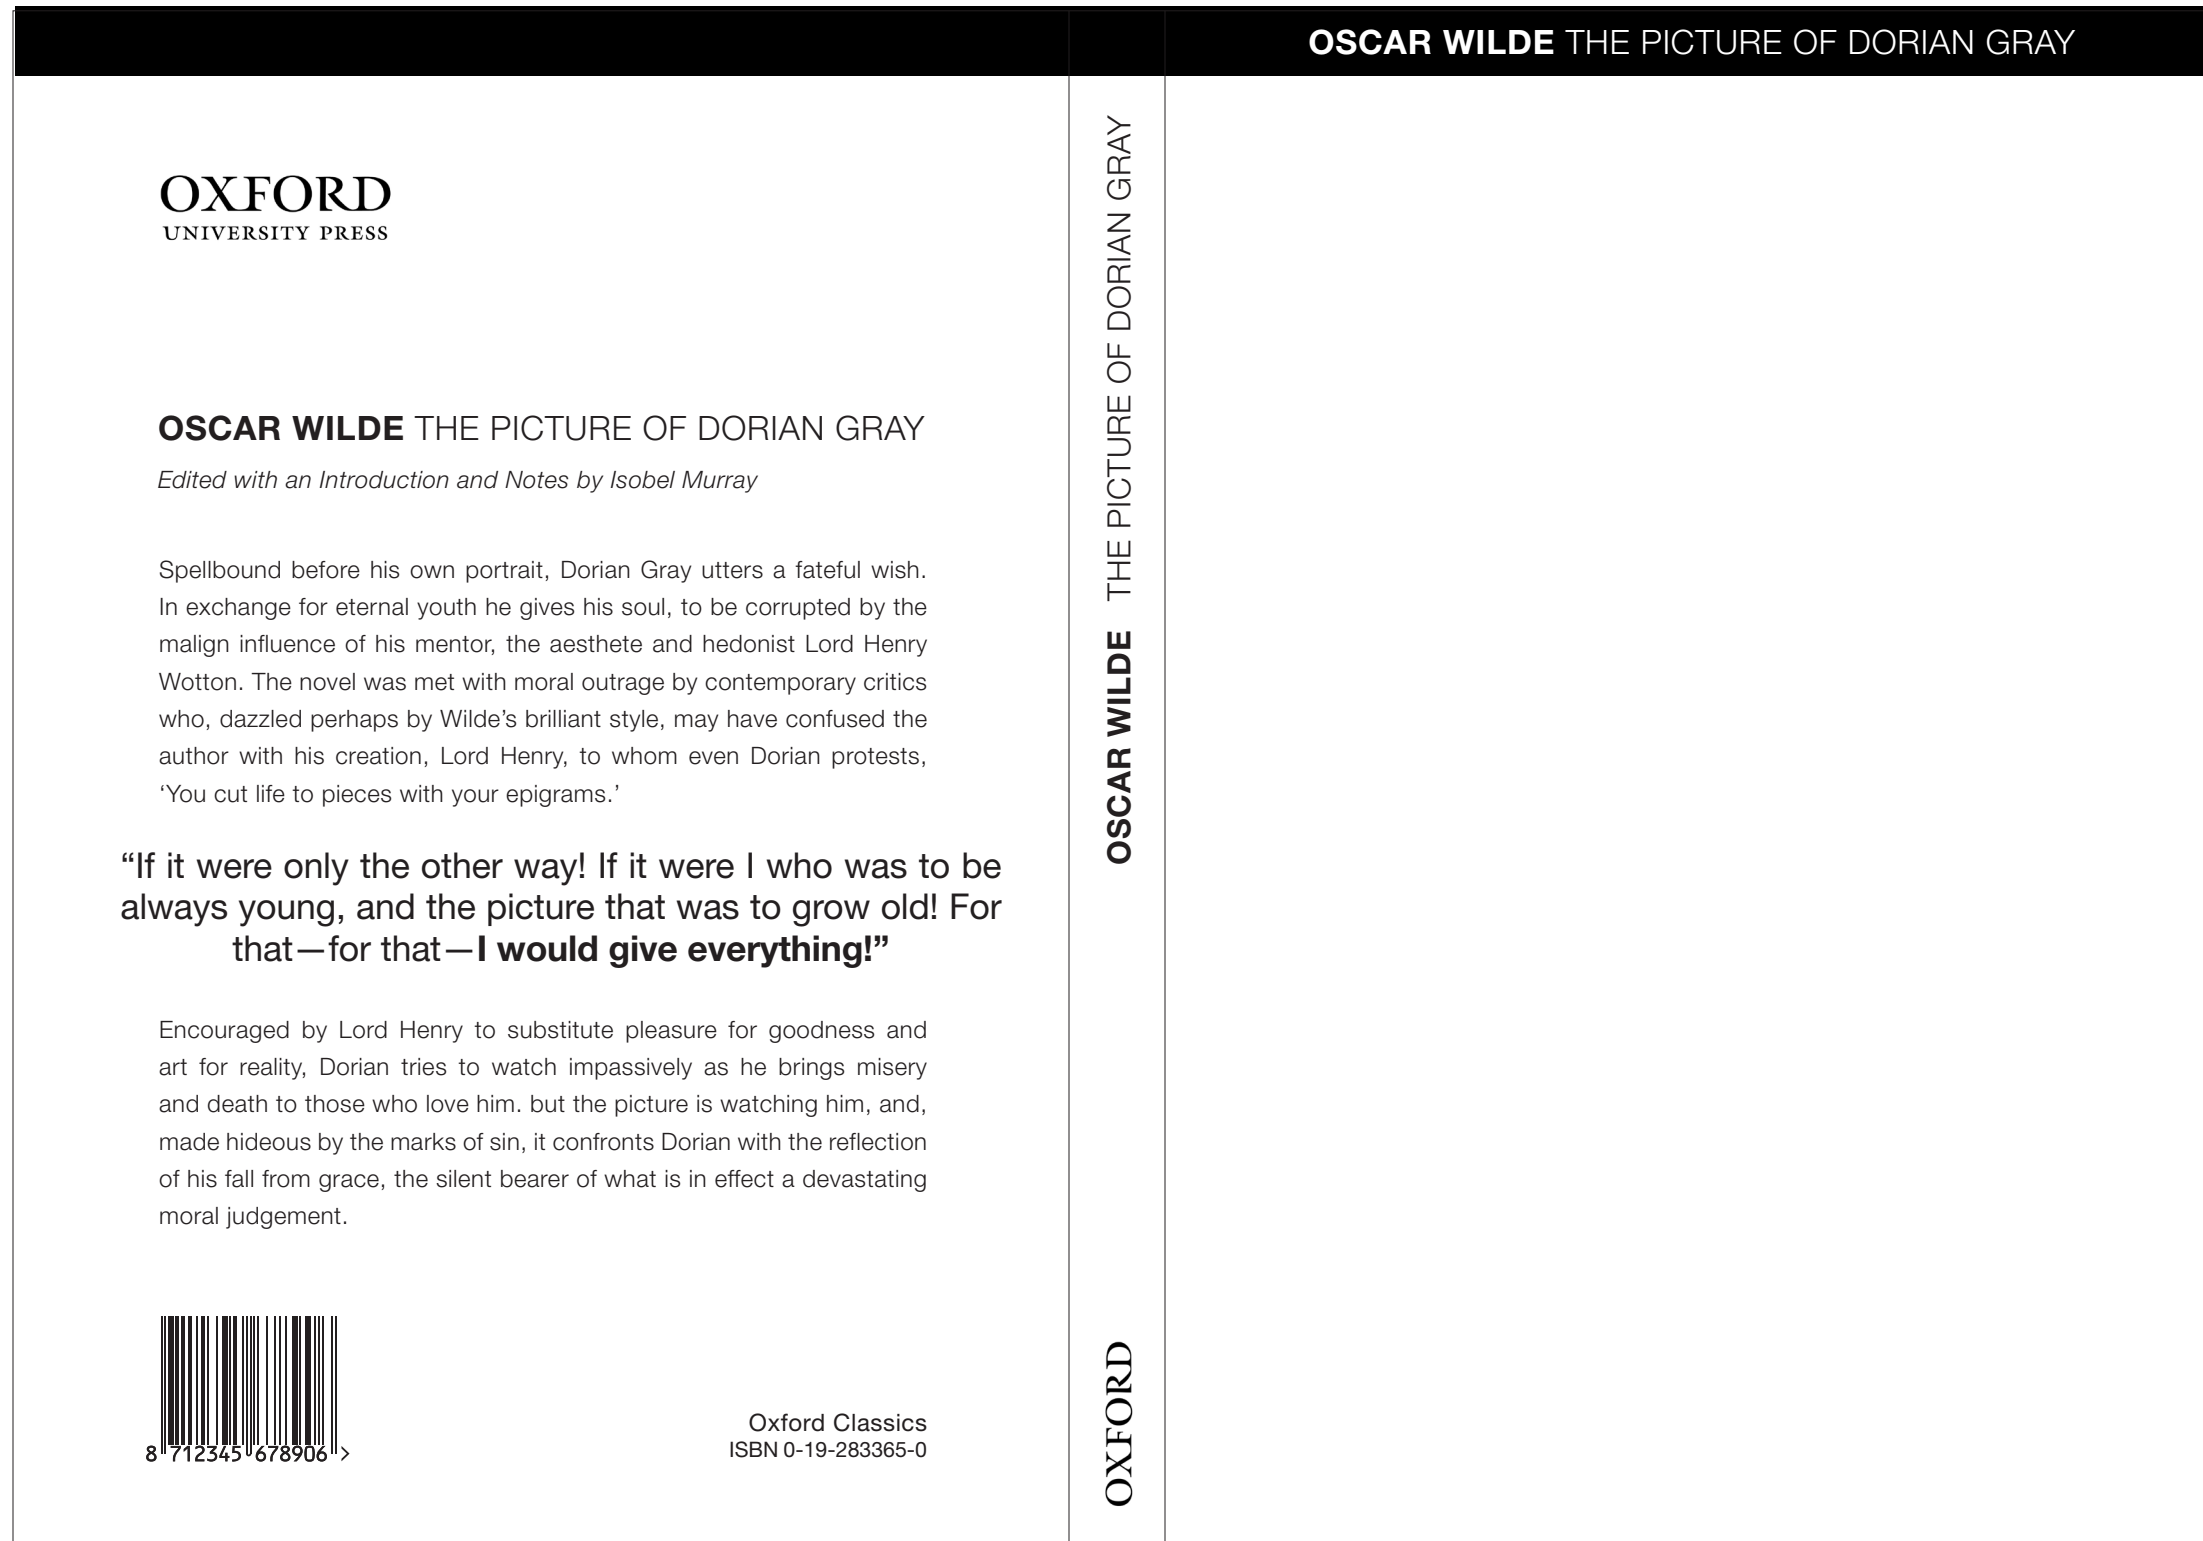 OSCAR WILDE THE PICTURE OF DORIAN GRAY
OXFORD
UNIVERSITY PRESS
OSCAR WILDE THE PICTURE OF DORIAN GRAY
Edited with an Introduction and Notes by Isobel Murray
Spellbound before his own portrait, Dorian Gray utters a fateful wish.
In exchange for eternal youth he gives his soul, to be corrupted by the
malign influence of his mentor, the aesthete and hedonist Lord Henry
Wotton. The novel was met with moral outrage by contemporary critics
who, dazzled perhaps by Wilde’s brilliant style, may have confused the
author with his creation, Lord Henry, to whom even Dorian protests,
‘You cut life to pieces with your epigrams.’
“If it were only the other way! If it were I who was to be
always young, and the picture that was to grow old! For
that—for that—I would give everything!”
Encouraged by Lord Henry to substitute pleasure for goodness and
art for reality, Dorian tries to watch impassively as he brings misery
and death to those who love him. but the picture is watching him, and,
made hideous by the marks of sin, it confronts Dorian with the reflection
of his fall from grace, the silent bearer of what is in effect a devastating
moral judgement.
8 712345 678906 >
Oxford Classics
ISBN 0-19-283365-0
OXFORD OSCAR WILDE THE PICTURE OF DORIAN GRAY